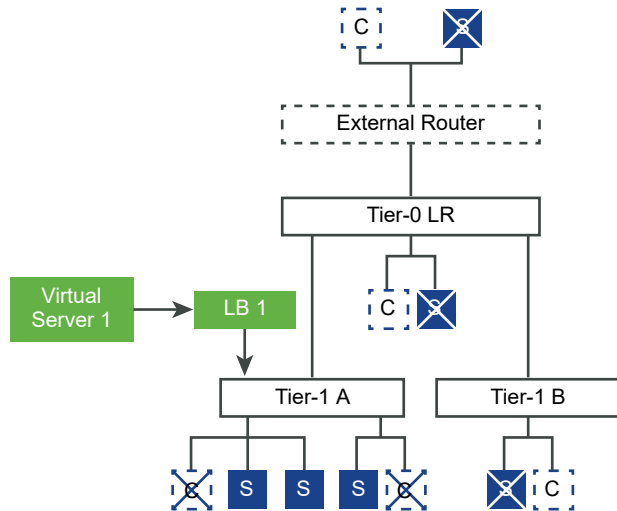 C S
External Router
Tier-0 LR
Virtual
Server 1
LB 1
C S
Tier-1 A
Tier-1 B
C S S S C S C